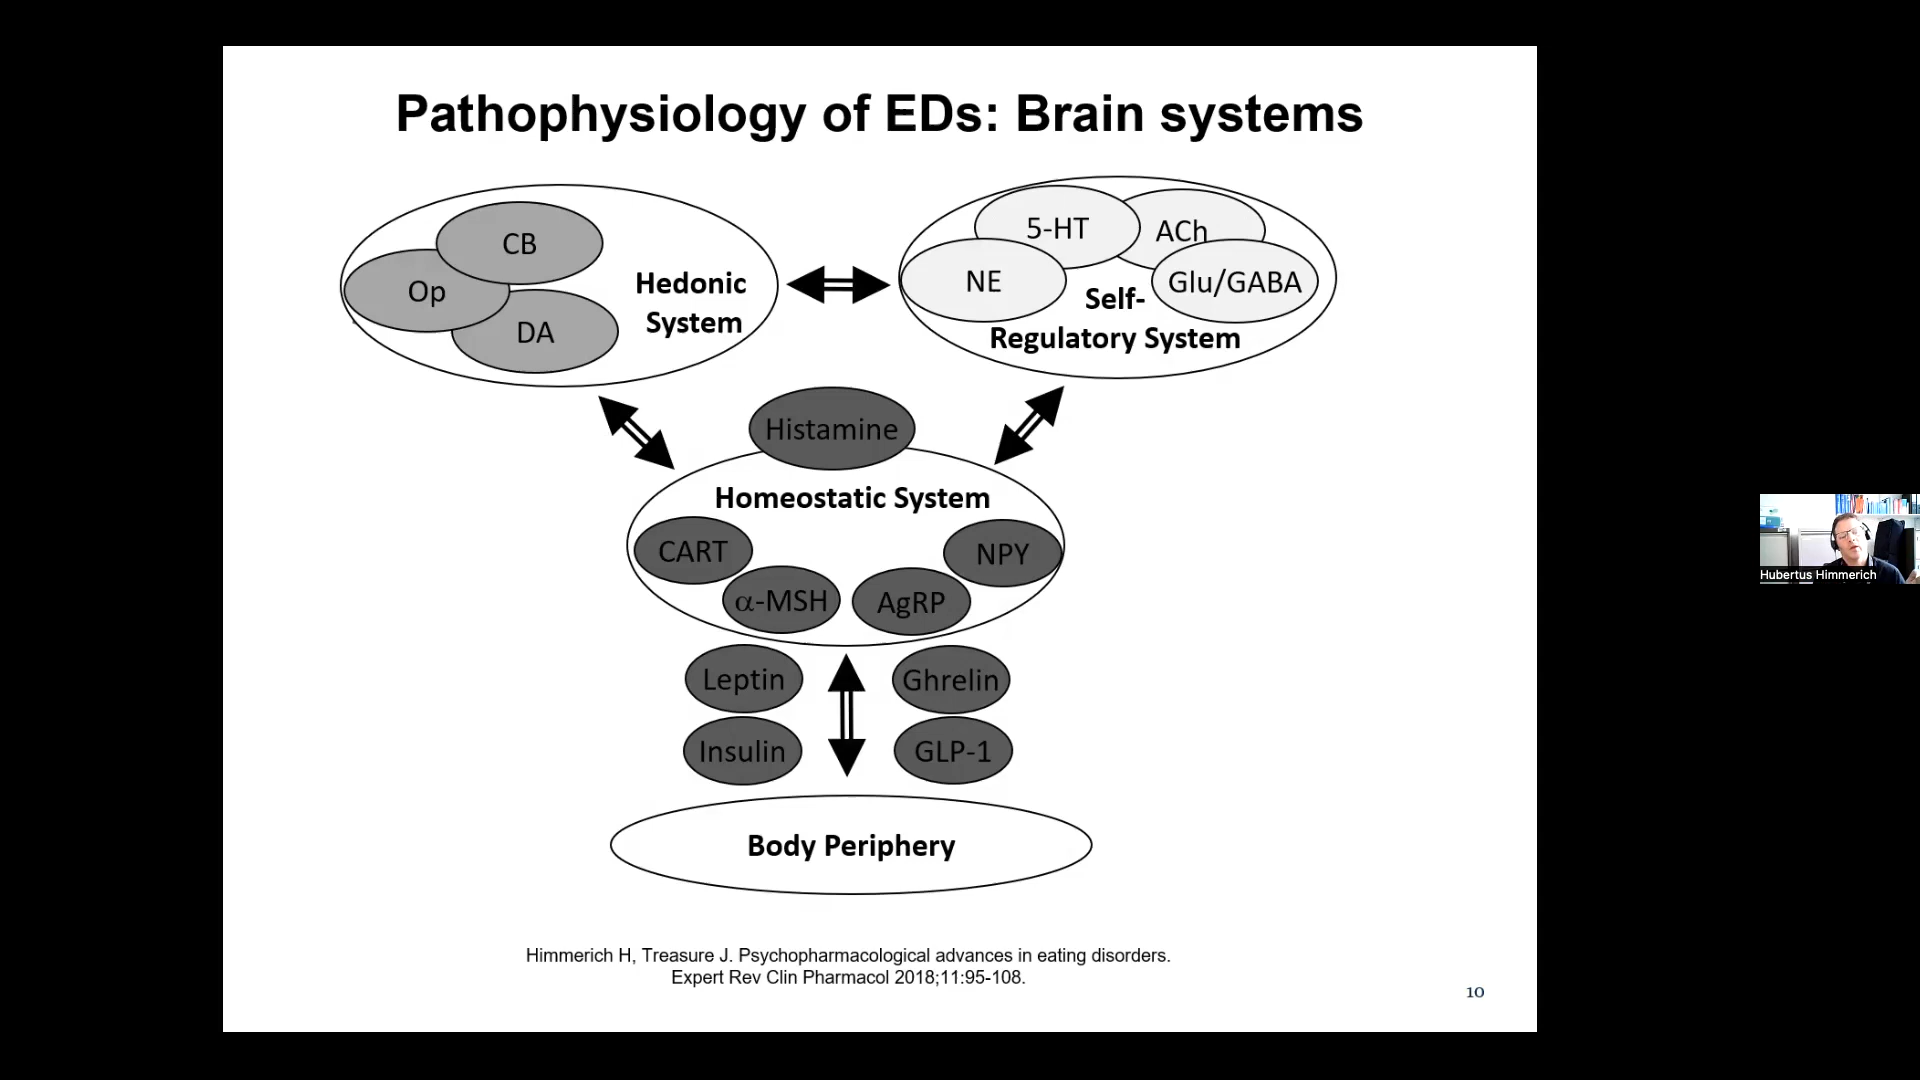 Pathophysiology of EDs: Brain systems
CB
Op
DA
Hedonic
System
5-HT
ACh
NE
Glu/GABA
Self-
Regulatory System
Histamine
Homeostatic System
CART
α-MSH
AgRP
NPY
Leptin
Ghrelin
Insulin
GLP-1
Body Periphery
Himmerich H, Treasure J. Psychopharmacological advances in eating disorders.
Expert Rev Clin Pharmacol 2018;11:95-108.
10
Hubertus Himmerich